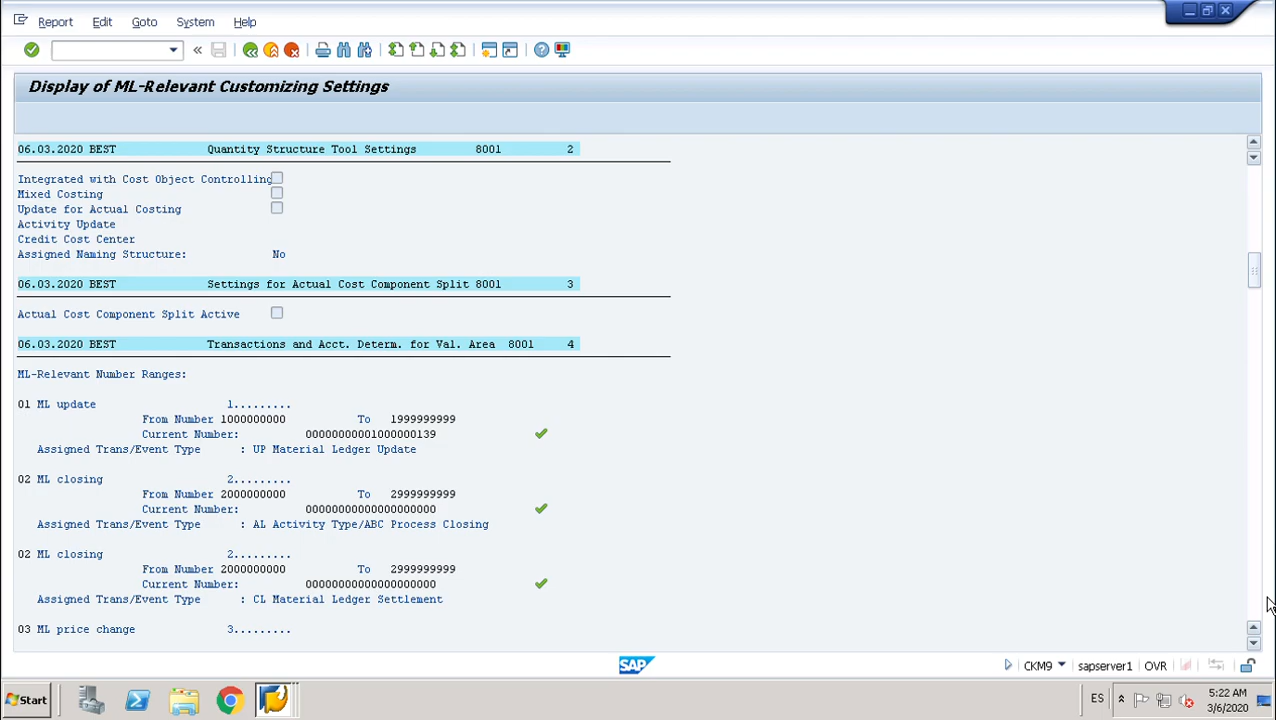 Report Edit Goto System Help
Display of ML-Relevant Customizing Settings
06.03.2020 BEST Quantity Structure Tool Settings 8001 2
Integrated with Cost Object Controlling
Mixed Costing
Update for Actual Costing
Activity Update
Credit Cost Center
Assigned Naming Structure: No
06.03.2020 BEST Settings for Actual Cost Component Split 8001 3
Actual Cost Component Split Active
06.03.2020 BEST Transactions and Acct. Determ. for Val. Area 8001 4
ML-Relevant Number Ranges:
01 ML update 1.........
From Number 1000000000 To 1999999999
Current Number: 00000000001000000139
Assigned Trans/Event Type : UP Material Ledger Update
02 ML closing 2.........
From Number 2000000000 To 2999999999
Current Number: 00000000000000000000
Assigned Trans/Event Type : AL Activity Type/ABC Process Closing
02 ML closing 2.........
From Number 2000000000 To 2999999999
Current Number: 00000000000000000000
Assigned Trans/Event Type : CL Material Ledger Settlement
03 ML price change 3.........
SAP CKM9 sapserver1 OVR
Start ES 5:22 AM
3/6/2020